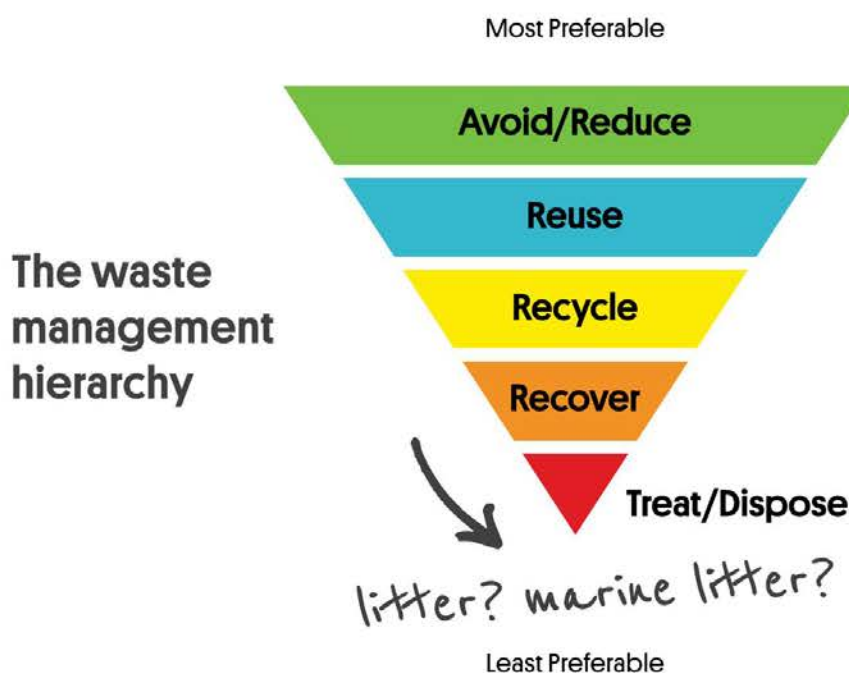 Most Preferable
Avoid/Reduce
Reuse
The waste
management
hierarchy
Recycle
Recover
Treat/Dispose
litter? marine litter?
Least Preferable